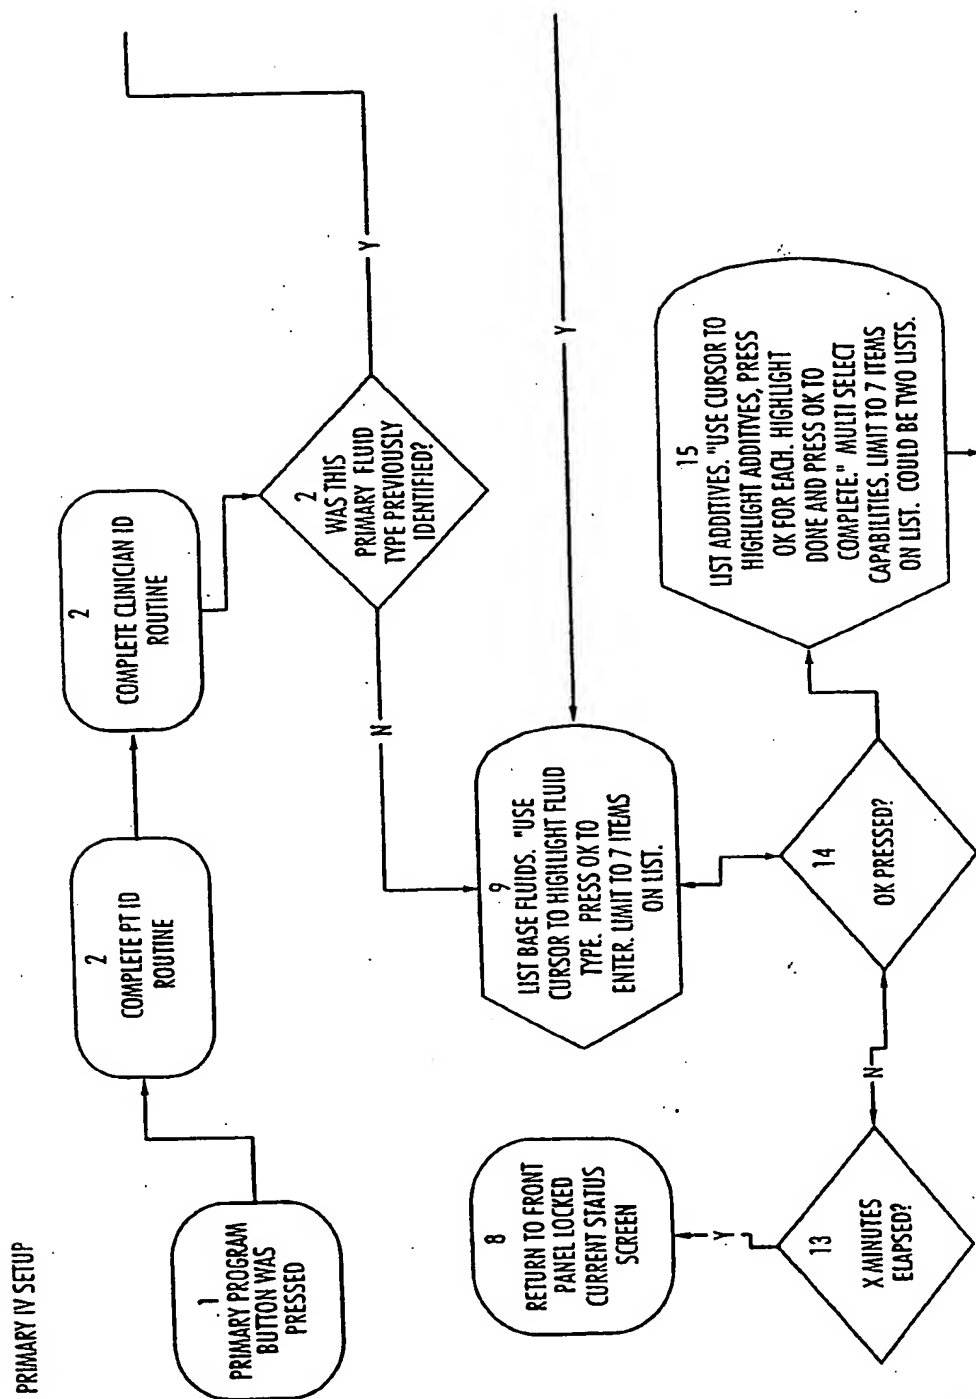 PRIMARY IV SETUP
1
PRIMARY PROGRAM
BUTTON WAS
PRESSED
2
COMPLETE PT ID
ROUTINE
2
COMPLETE CLINICIAN ID
ROUTINE
2
WAS THIS
PRIMARY FLUID
TYPE PREVIOUSLY
IDENTIFIED?
N
Y
9
LIST BASE FLUIDS. "USE
CURSOR TO HIGHLIGHT FLUID
TYPE. PRESS OK TO
ENTER. LIMIT TO 7 ITEMS
ON LIST.
Y
8
RETURN TO FRONT
PANEL LOCKED
CURRENT STATUS
SCREEN
Y
13
X MINUTES
ELAPSED?
N
14
OK PRESSED?
15
LIST ADDITIVES. "USE CURSOR TO
HIGHLIGHT ADDITIVES, PRESS
OK FOR EACH. HIGHLIGHT
DONE AND PRESS OK TO
COMPLETE." MULTI SELECT
CAPABILITIES. LIMIT TO 7 ITEMS
ON LIST. COULD BE TWO LISTS.